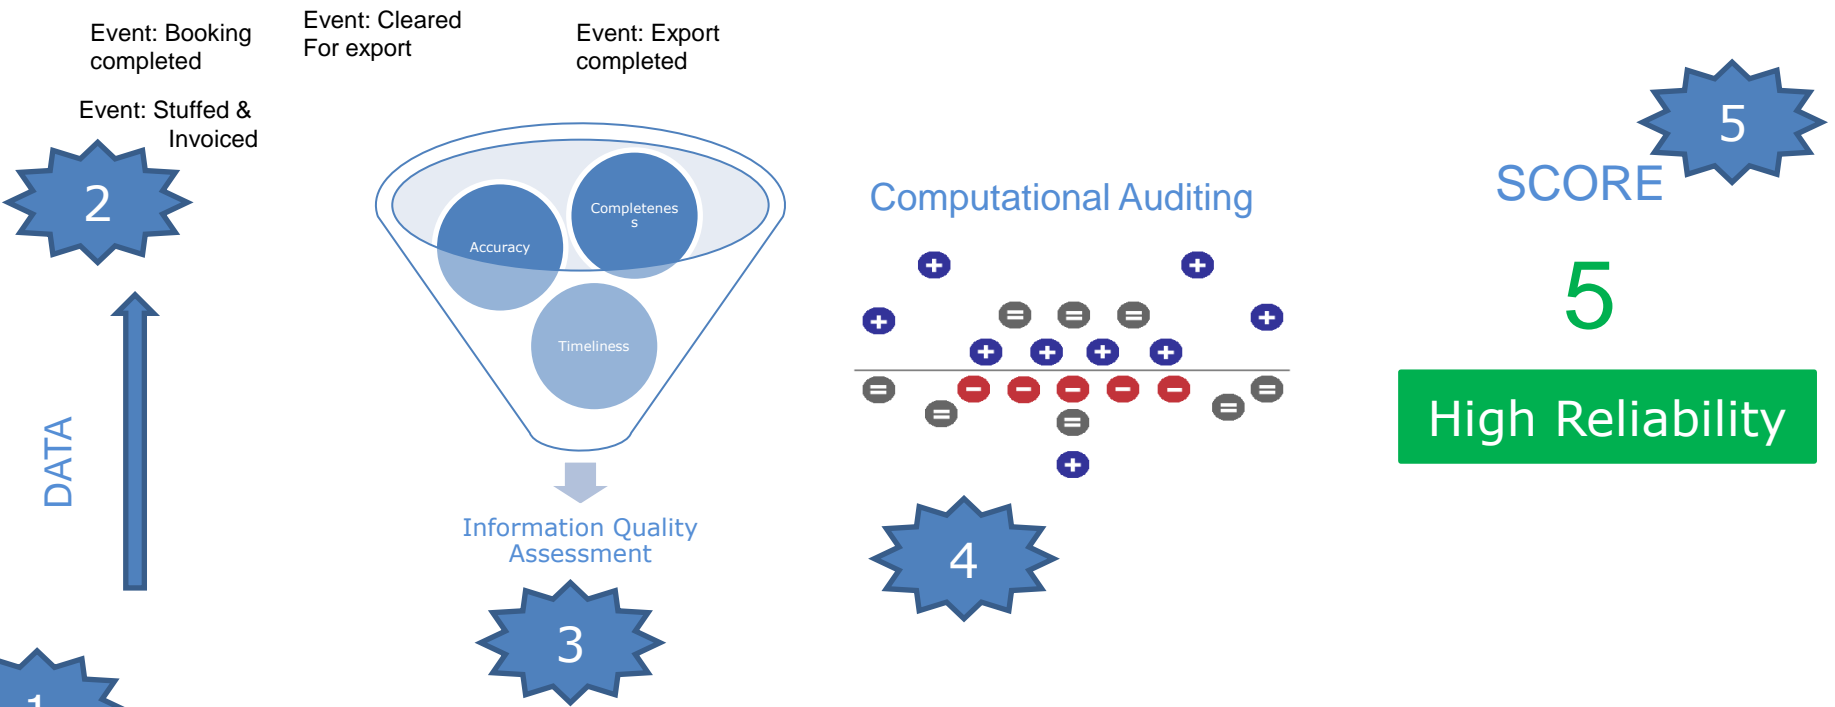 Event: Booking
completed
Event: Cleared
For export
Event: Export
completed
Event: Stuffed &
Invoiced
2
DATA
1
Accuracy
Completenes
s
Timeliness
Information Quality
Assessment
3
Computational Auditing
+
+
+
+
=
=
=
+
+
+
+
=
−
−
−
−
−
=
=
=
=
+
4
SCORE
5
5
High Reliability